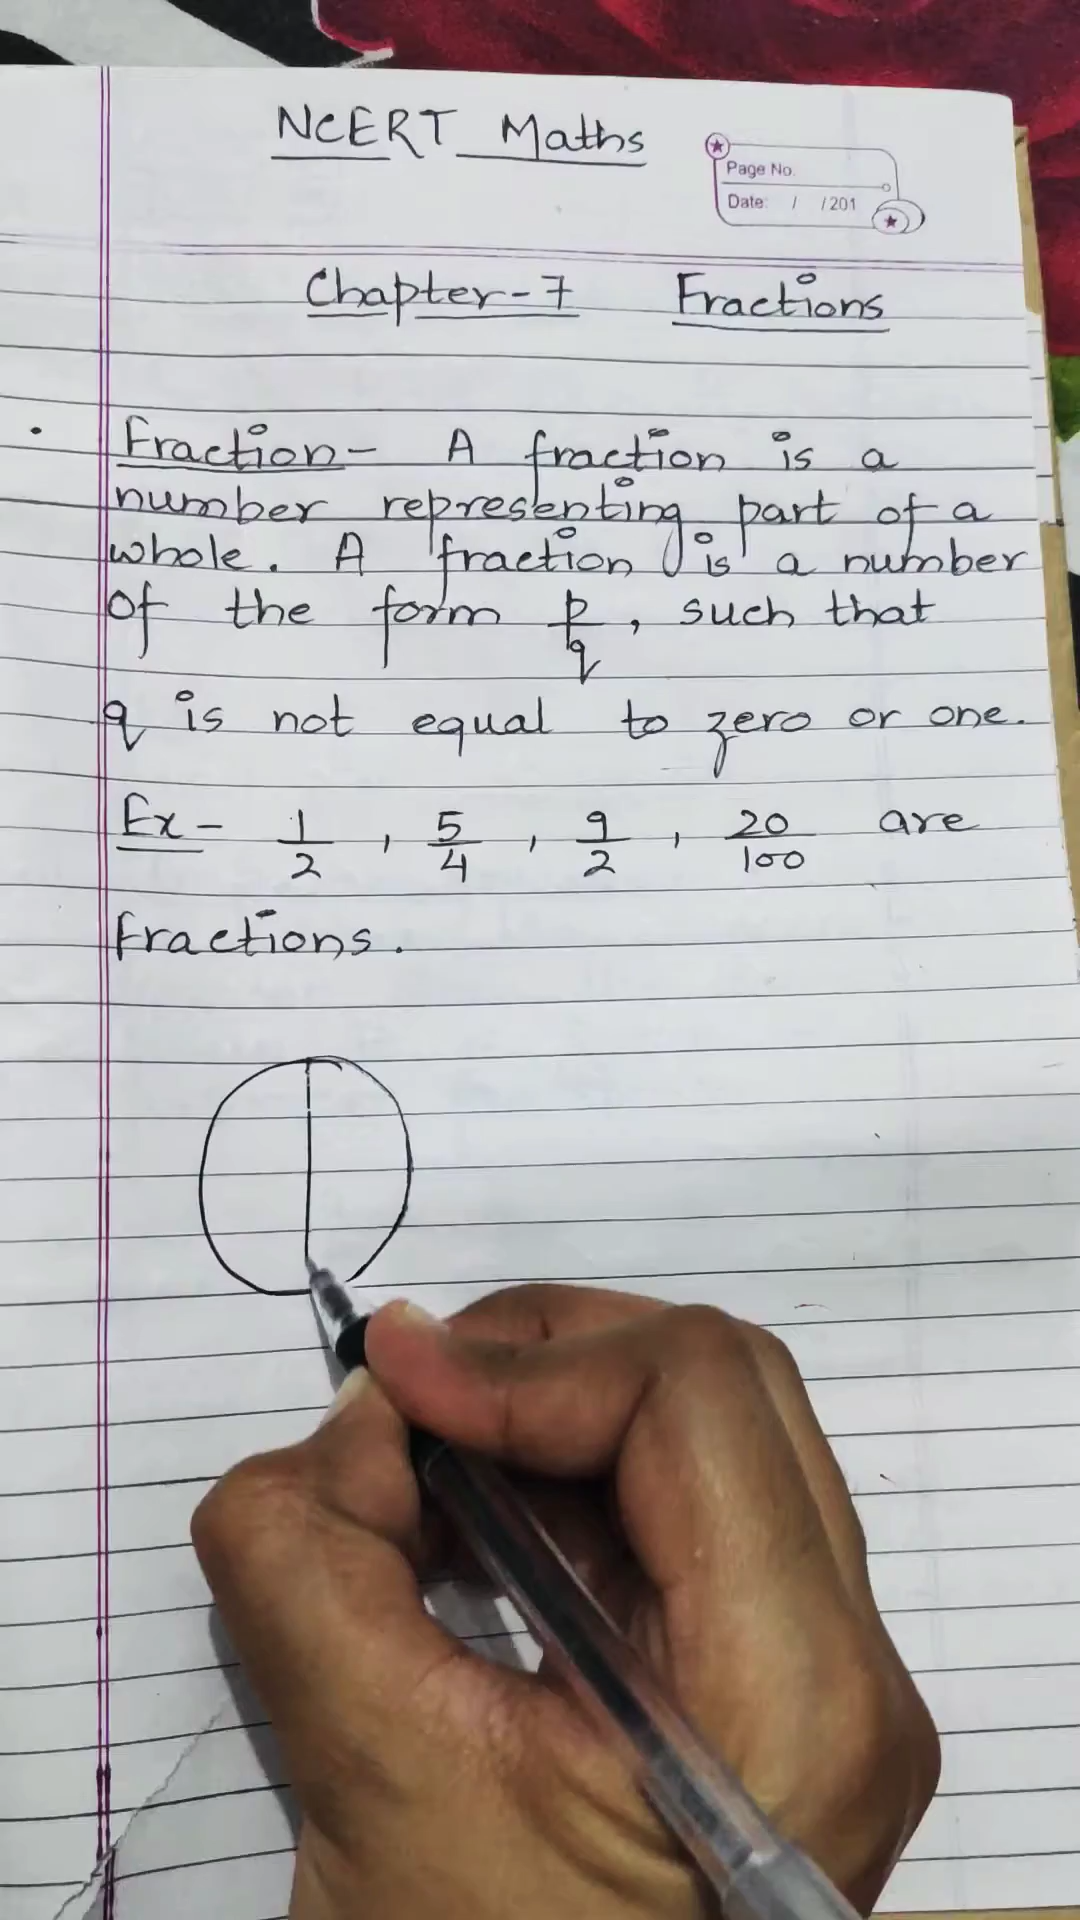 NCERT Maths
Page No.
Date: / /201
Chapter-7 Fractions
Fraction- A fraction is a
number representing part of a
whole. A fraction is a number
of the form p/q, such that
q is not equal to zero or one.
Ex- 1/2, 5/4, 9/2, 20/100 are
fractions.